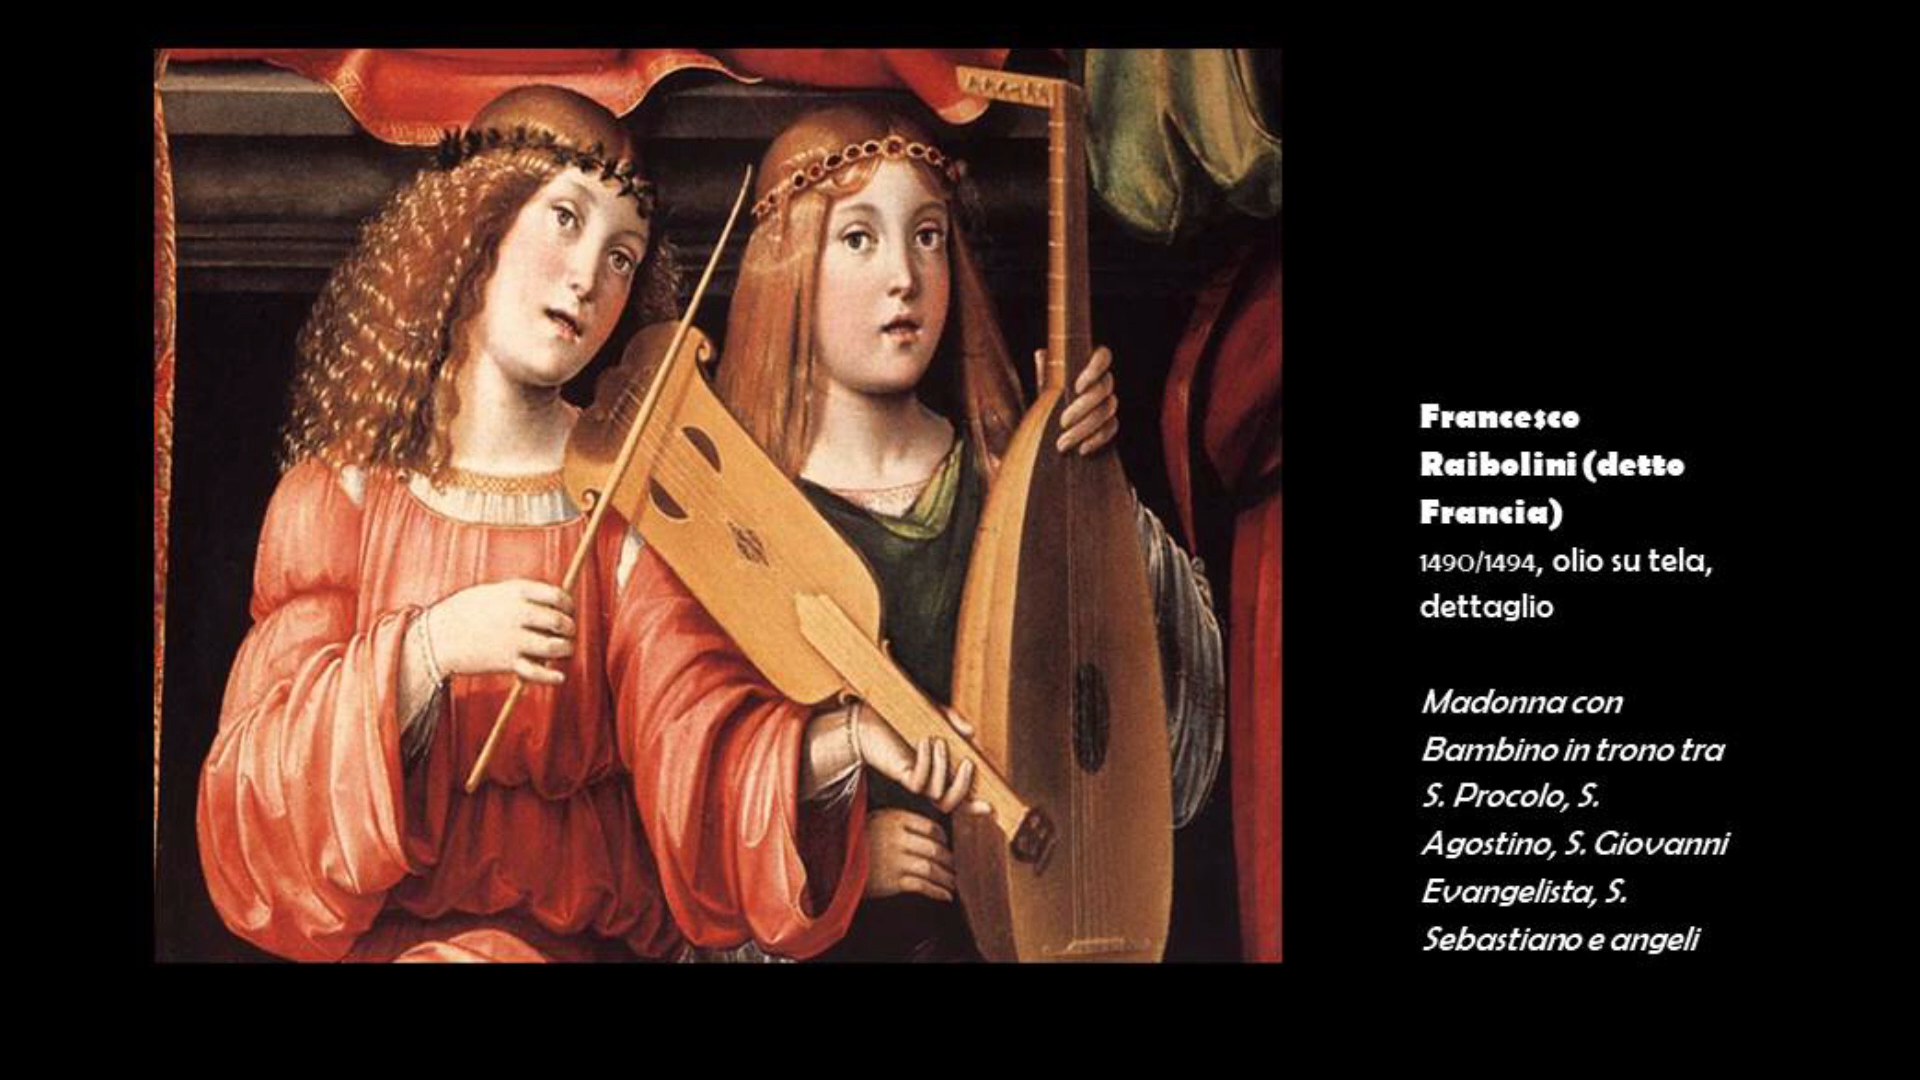 Francesco
Raibolini (detto
Francia)
1490/1494, olio su tela,
dettaglio
Madonna con
Bambino in trono tra
S. Procolo, S.
Agostino, S. Giovanni
Evangelista, S.
Sebastiano e angeli